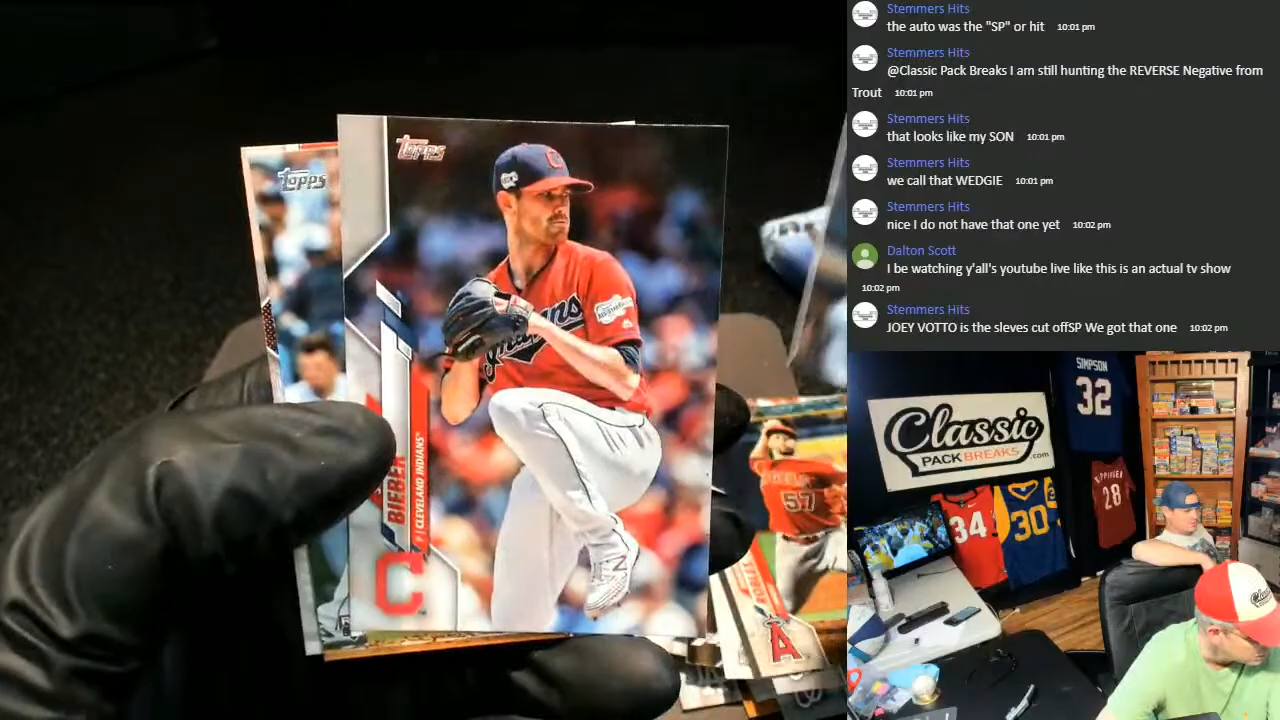 Stemmers Hits
the auto was the "SP" or hit 10:01 pm
Stemmers Hits
@Classic Pack Breaks I am still hunting the REVERSE Negative from
Trout 10:01 pm
Stemmers Hits
that looks like my SON 10:01 pm
Stemmers Hits
we call that WEDGIE 10:01 pm
Stemmers Hits
nice I do not have that one yet 10:02 pm
Dalton Scott
I be watching y'all's youtube live like this is an actual tv show
10:02 pm
Stemmers Hits
JOEY VOTTO is the sleves cut offSP We got that one 10:02 pm
TOPPS
TOPPS
C
Indians
BIEBER
CLEVELAND INDIANS
C
57
ROBLES
A
SIMPSON
32
Classic
PACK BREAKS.com
34
30
28
Classic